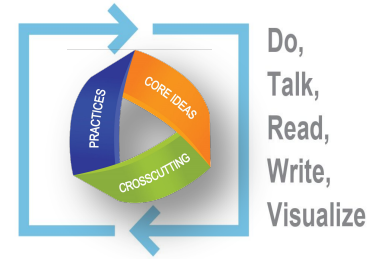 PRACTICES
CORE IDEAS
CROSSCUTTING
Do,
Talk,
Read,
Write,
Visualize